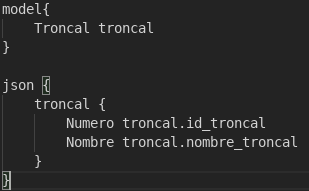 model{
    Troncal troncal
}

json {
    troncal {
        Numero troncal.id_troncal
        Nombre troncal.nombre_troncal
    }
}